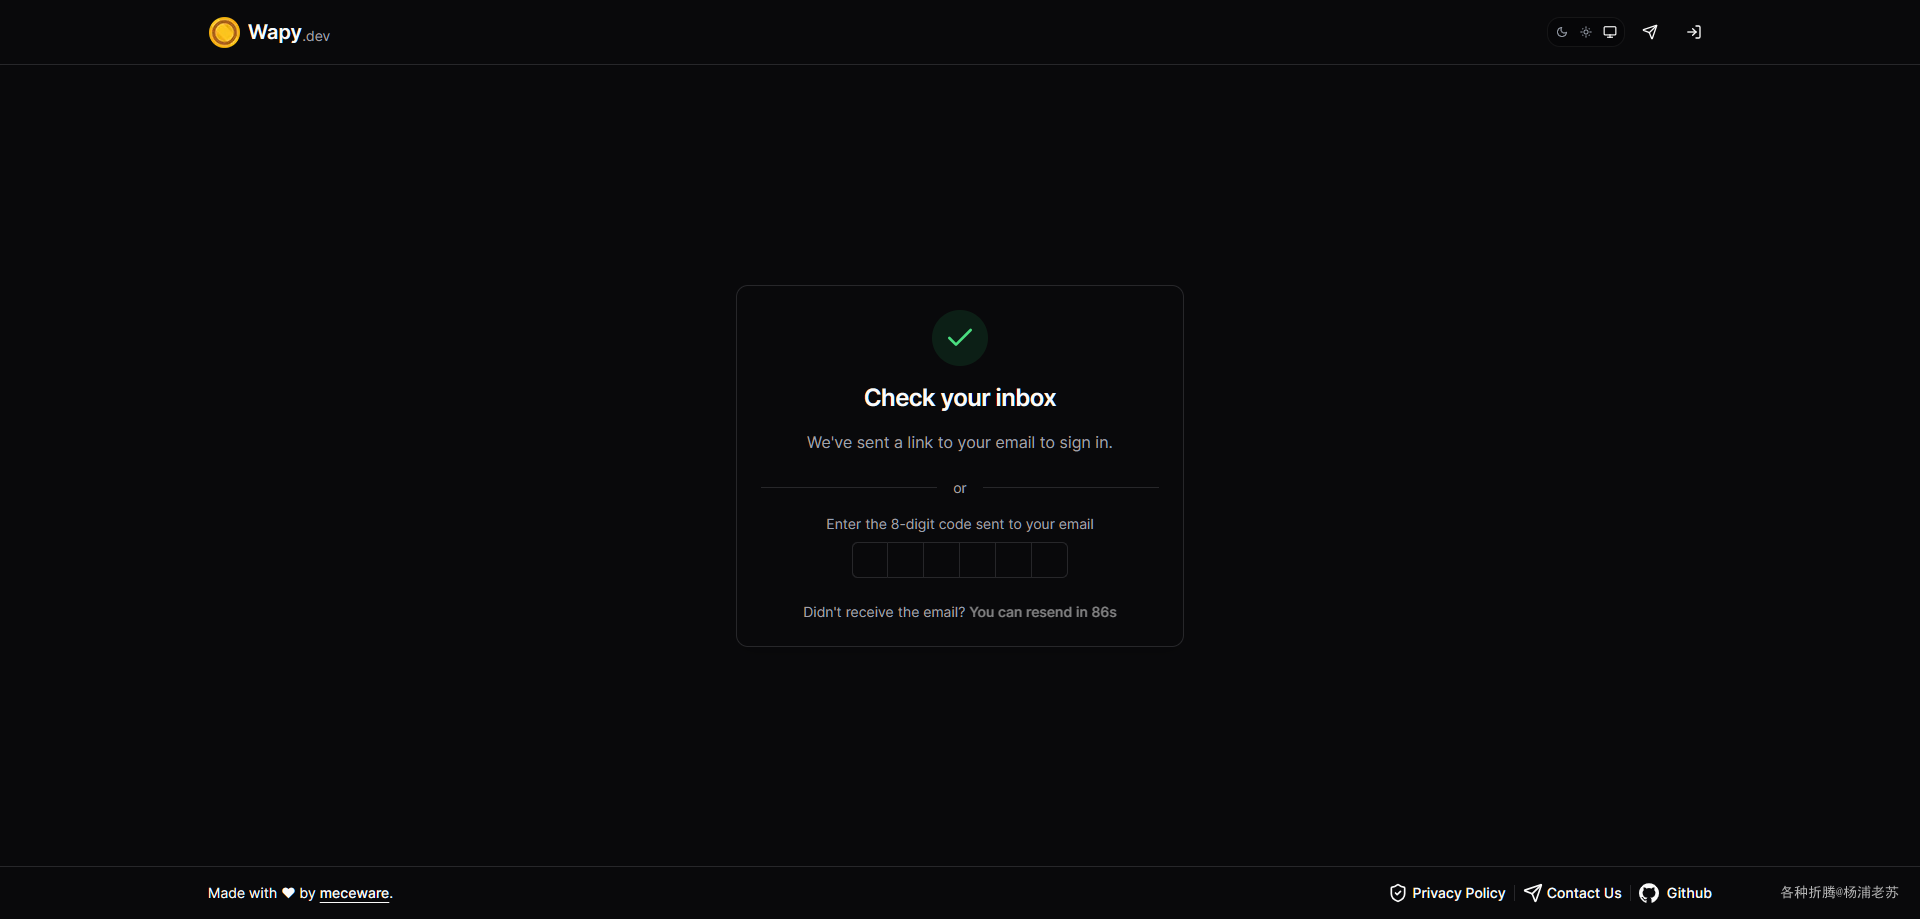 Wapy.dev
Check your inbox
We've sent a link to your email to sign in.
or
Enter the 8-digit code sent to your email
Didn't receive the email? You can resend in 86s
Made with ♥ by meceware.
Privacy Policy
Contact Us
Github
各种折腾@杨浦老苏